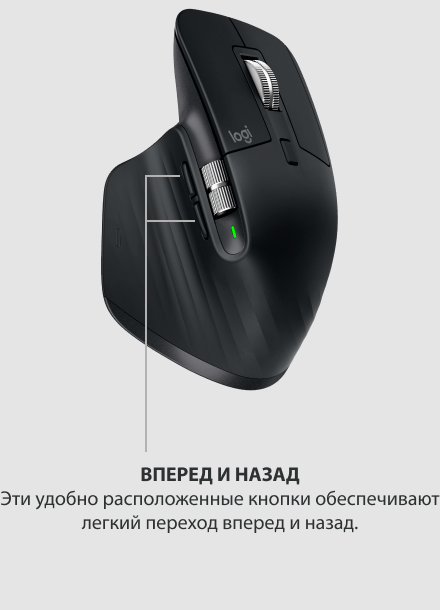 logi
ВПЕРЕД И НАЗАД
Эти удобно расположенные кнопки обеспечивают
легкий переход вперед и назад.